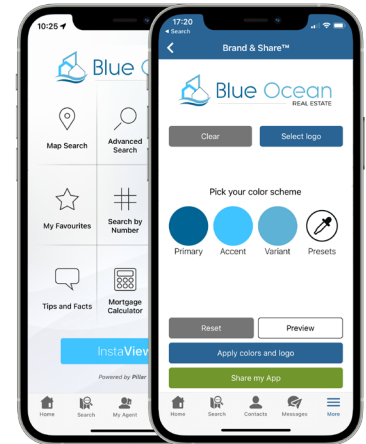 10:25
Blue O
Map Search
Advanced
Search
My Favourites
Search by
Number
Tips and Facts
Mortgage
Calculator
InstaView
Powered by Pillar
Home
Search
My Agent
17:20
Search
Brand & Share™
Blue Ocean
REAL ESTATE
Clear
Select logo
Pick your color scheme
Primary
Accent
Variant
Presets
Reset
Preview
Apply colors and logo
Share my App
Home
Search
Contacts
Messages
More